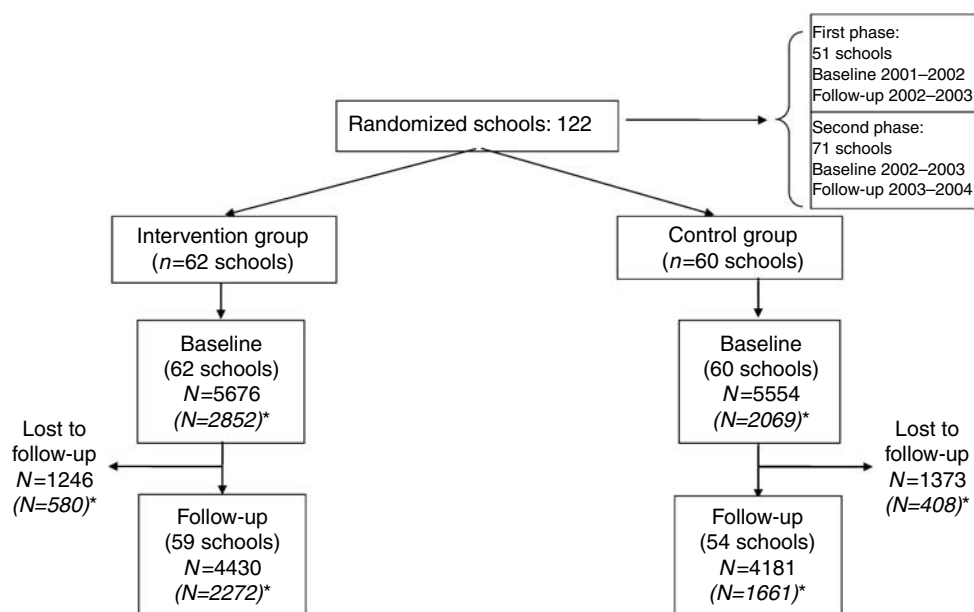 First phase:
51 schools
Baseline 2001–2002
Follow-up 2002–2003
Second phase:
71 schools
Baseline 2002–2003
Follow-up 2003–2004
Randomized schools: 122
Intervention group
(n=62 schools)
Control group
(n=60 schools)
Baseline
(62 schools)
N=5676
(N=2852)*
Baseline
(60 schools)
N=5554
(N=2069)*
Lost to
follow-up
N=1246
(N=580)*
Lost to
follow-up
N=1373
(N=408)*
Follow-up
(59 schools)
N=4430
(N=2272)*
Follow-up
(54 schools)
N=4181
(N=1661)*